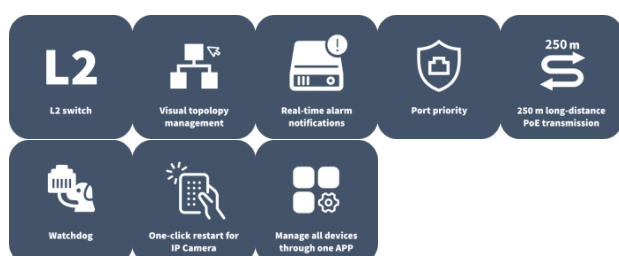 L2
L2 switch
Visual topology
management
Real-time alarm
notifications
Port priority
250 m
250 m long-distance
PoE transmission
Watchdog
One-click restart for
IP Camera
Manage all devices
through one APP